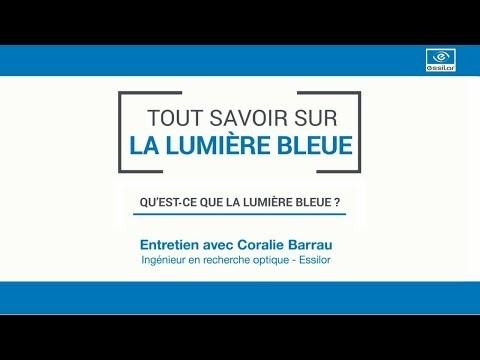 essilor
TOUT SAVOIR SUR
LA LUMIÈRE BLEUE
QU'EST-CE QUE LA LUMIÈRE BLEUE ?
Entretien avec Coralie Barrau
Ingénieur en recherche optique - Essilor